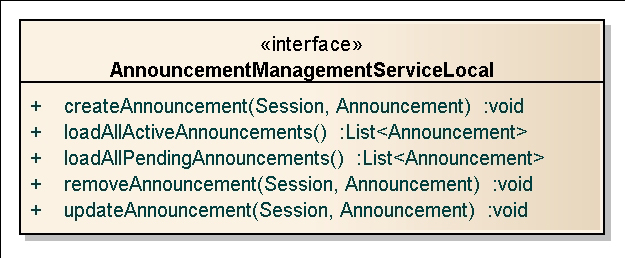 «interface»
AnnouncementManagementServiceLocal
+ createAnnouncement(Session, Announcement) :void
+ loadAllActiveAnnouncements() :List<Announcement>
+ loadAllPendingAnnouncements() :List<Announcement>
+ removeAnnouncement(Session, Announcement) :void
+ updateAnnouncement(Session, Announcement) :void